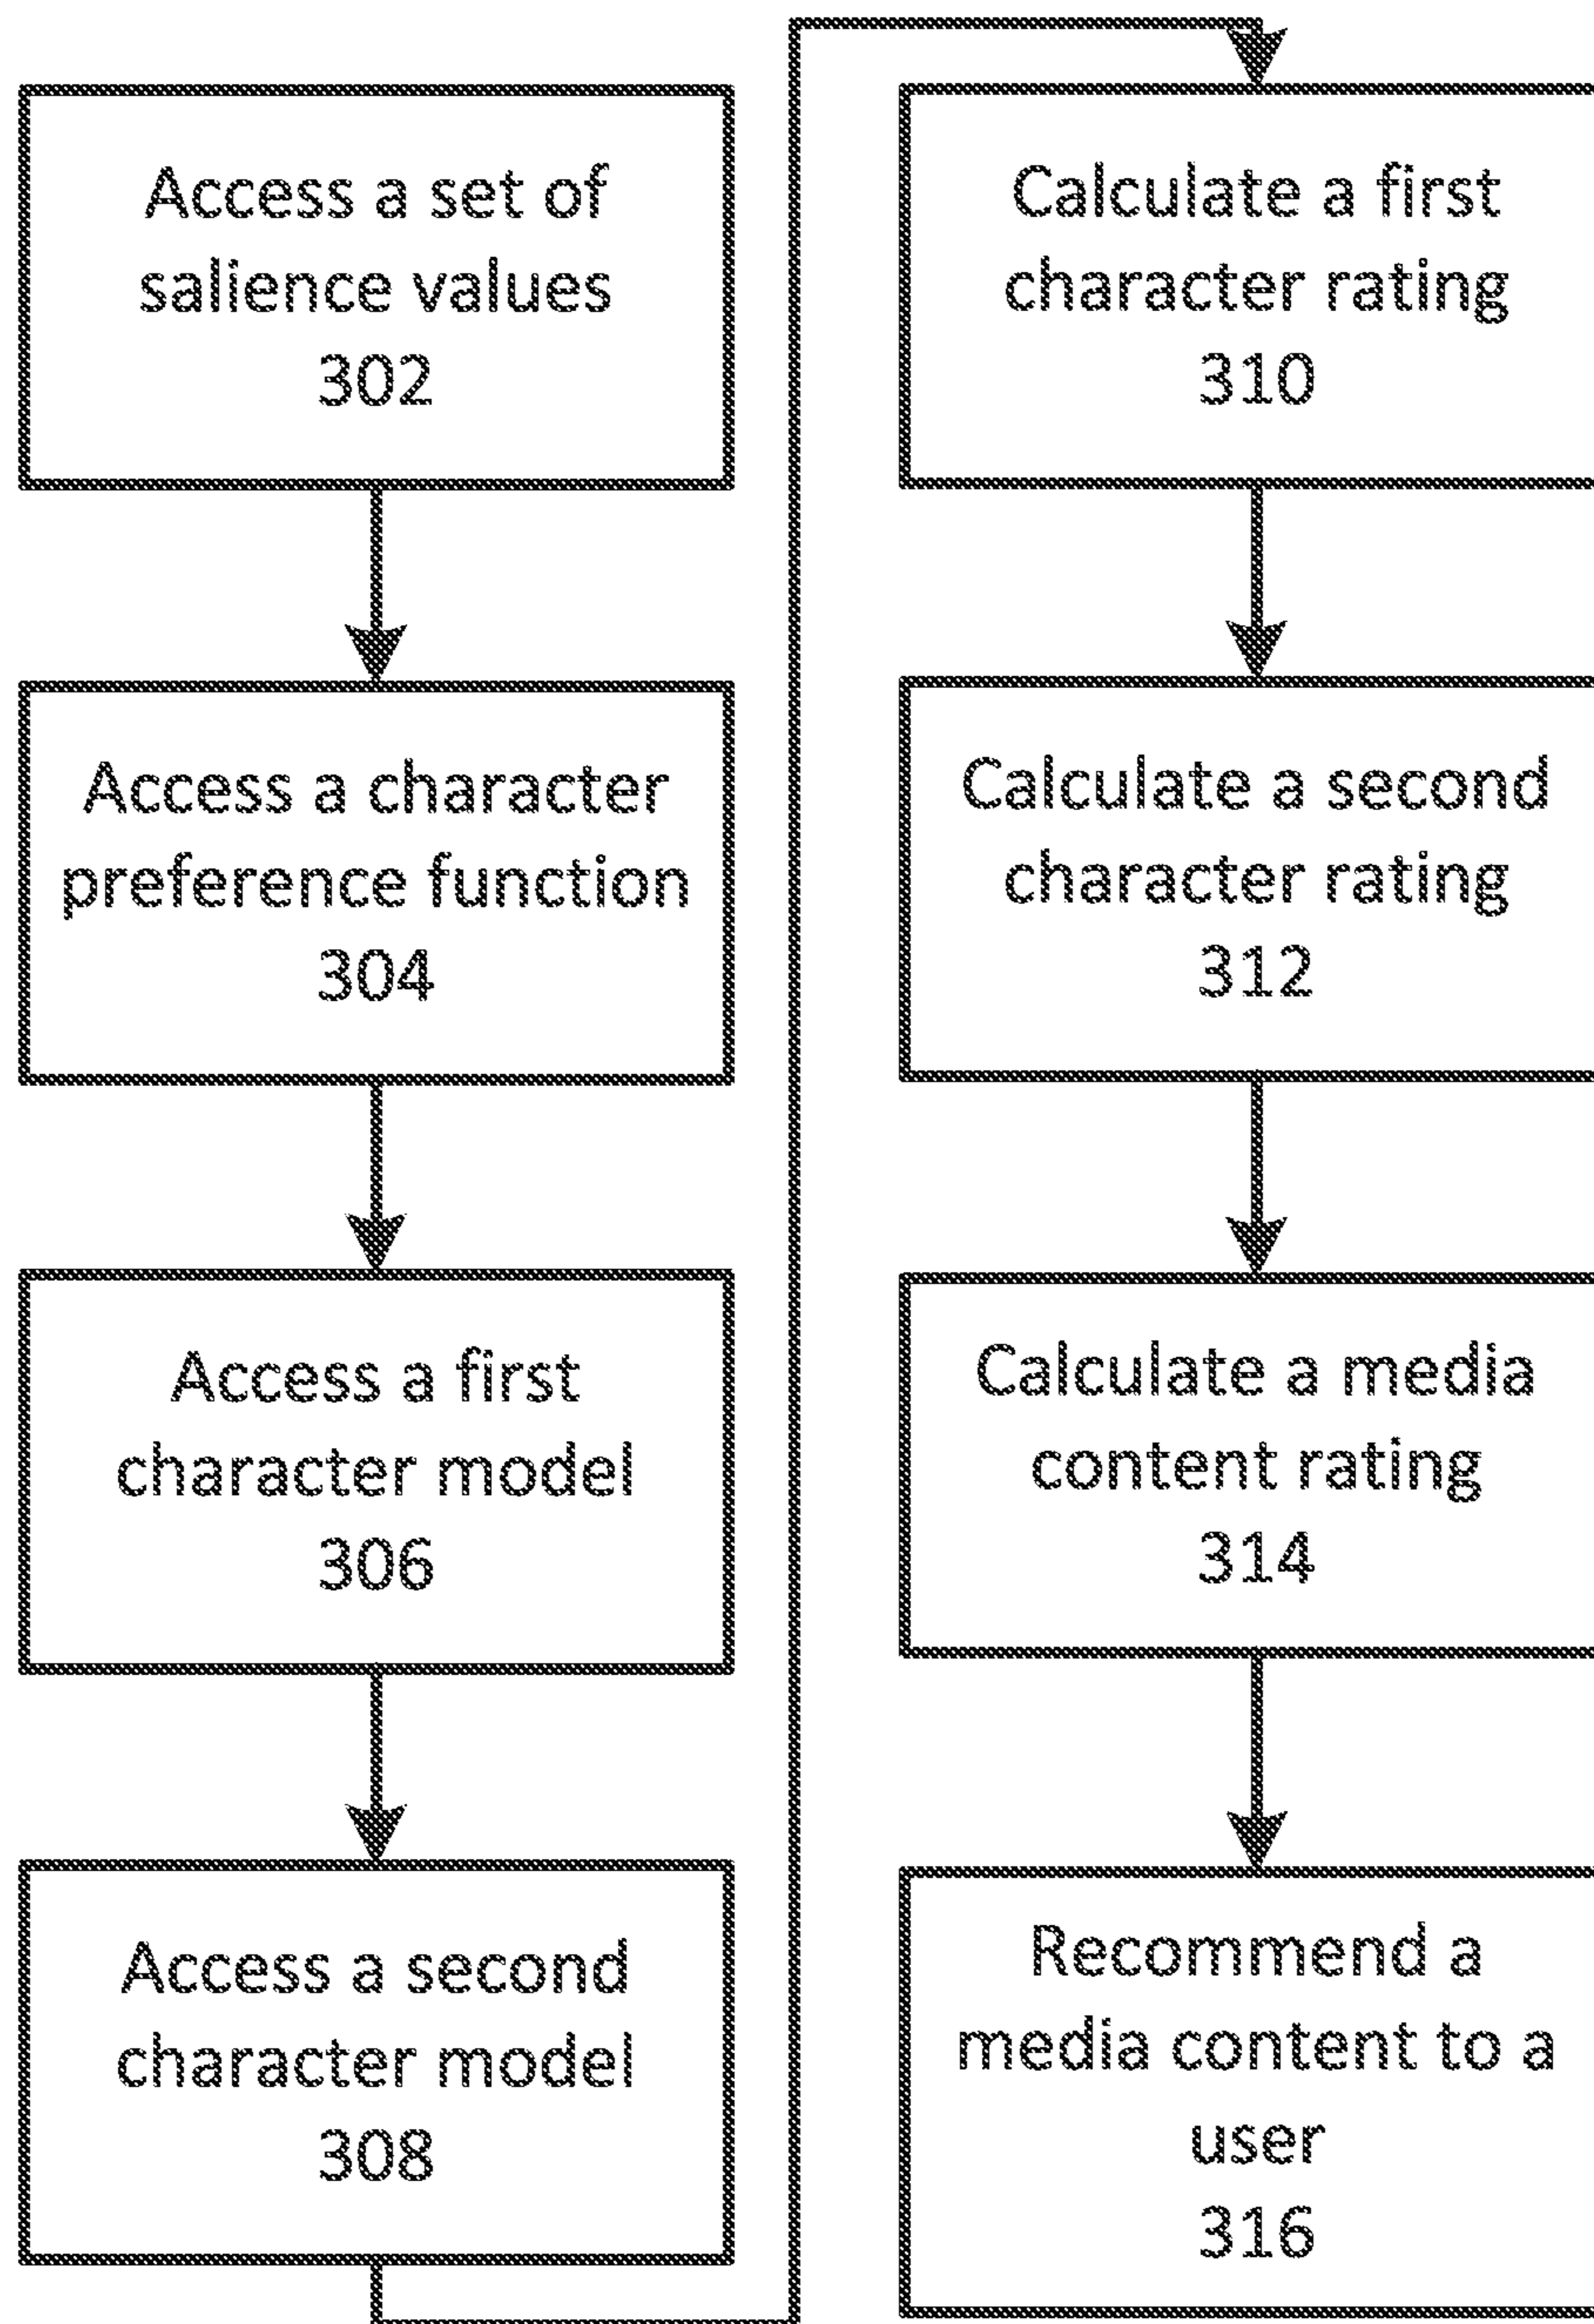 Access a set of
salience values
302
Access a character
preference function
304
Access a first
character model
306
Access a second
character model
308
Calculate a first
character rating
310
Calculate a second
character rating
312
Calculate a media
content rating
314
Recommend a
media content to a
user
316